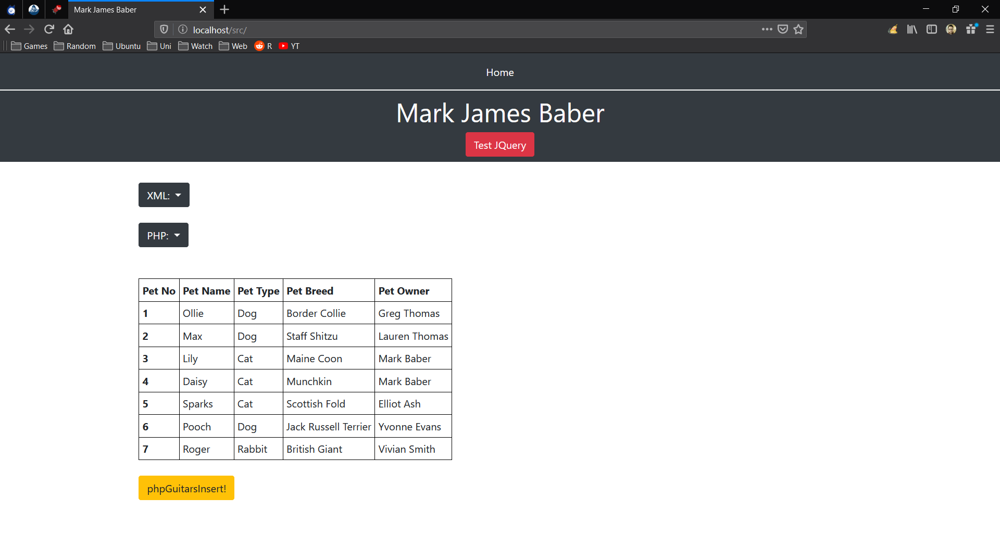 Mark James Baber
localhost/src/
Games Random Ubuntu Uni Watch Web R YT
Home
Mark James Baber
Test JQuery
XML:
PHP:
Pet No Pet Name Pet Type Pet Breed Pet Owner
1 Ollie Dog Border Collie Greg Thomas
2 Max Dog Staff Shitzu Lauren Thomas
3 Lily Cat Maine Coon Mark Baber
4 Daisy Cat Munchkin Mark Baber
5 Sparks Cat Scottish Fold Elliot Ash
6 Pooch Dog Jack Russell Terrier Yvonne Evans
7 Roger Rabbit British Giant Vivian Smith
phpGuitarsInsert!